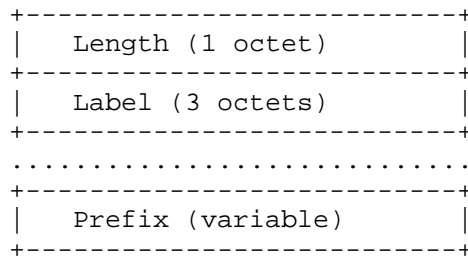 +---------------------------+
|   Length (1 octet)        |
+---------------------------+
|   Label (3 octets)        |
+---------------------------+
.............................
+---------------------------+
|   Prefix (variable)       |
+---------------------------+